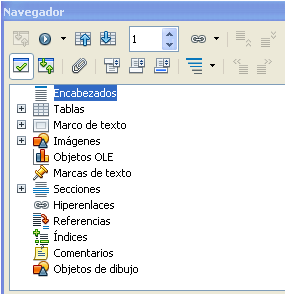 Navegador
1
Encabezados
Tablas
Marco de texto
Imágenes
Objetos OLE
Marcas de texto
Secciones
Hiperenlaces
Referencias
Índices
Comentarios
Objetos de dibujo